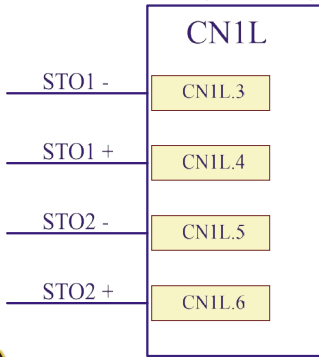 CN1L
STO1 - CN1L.3
STO1 + CN1L.4
STO2 - CN1L.5
STO2 + CN1L.6